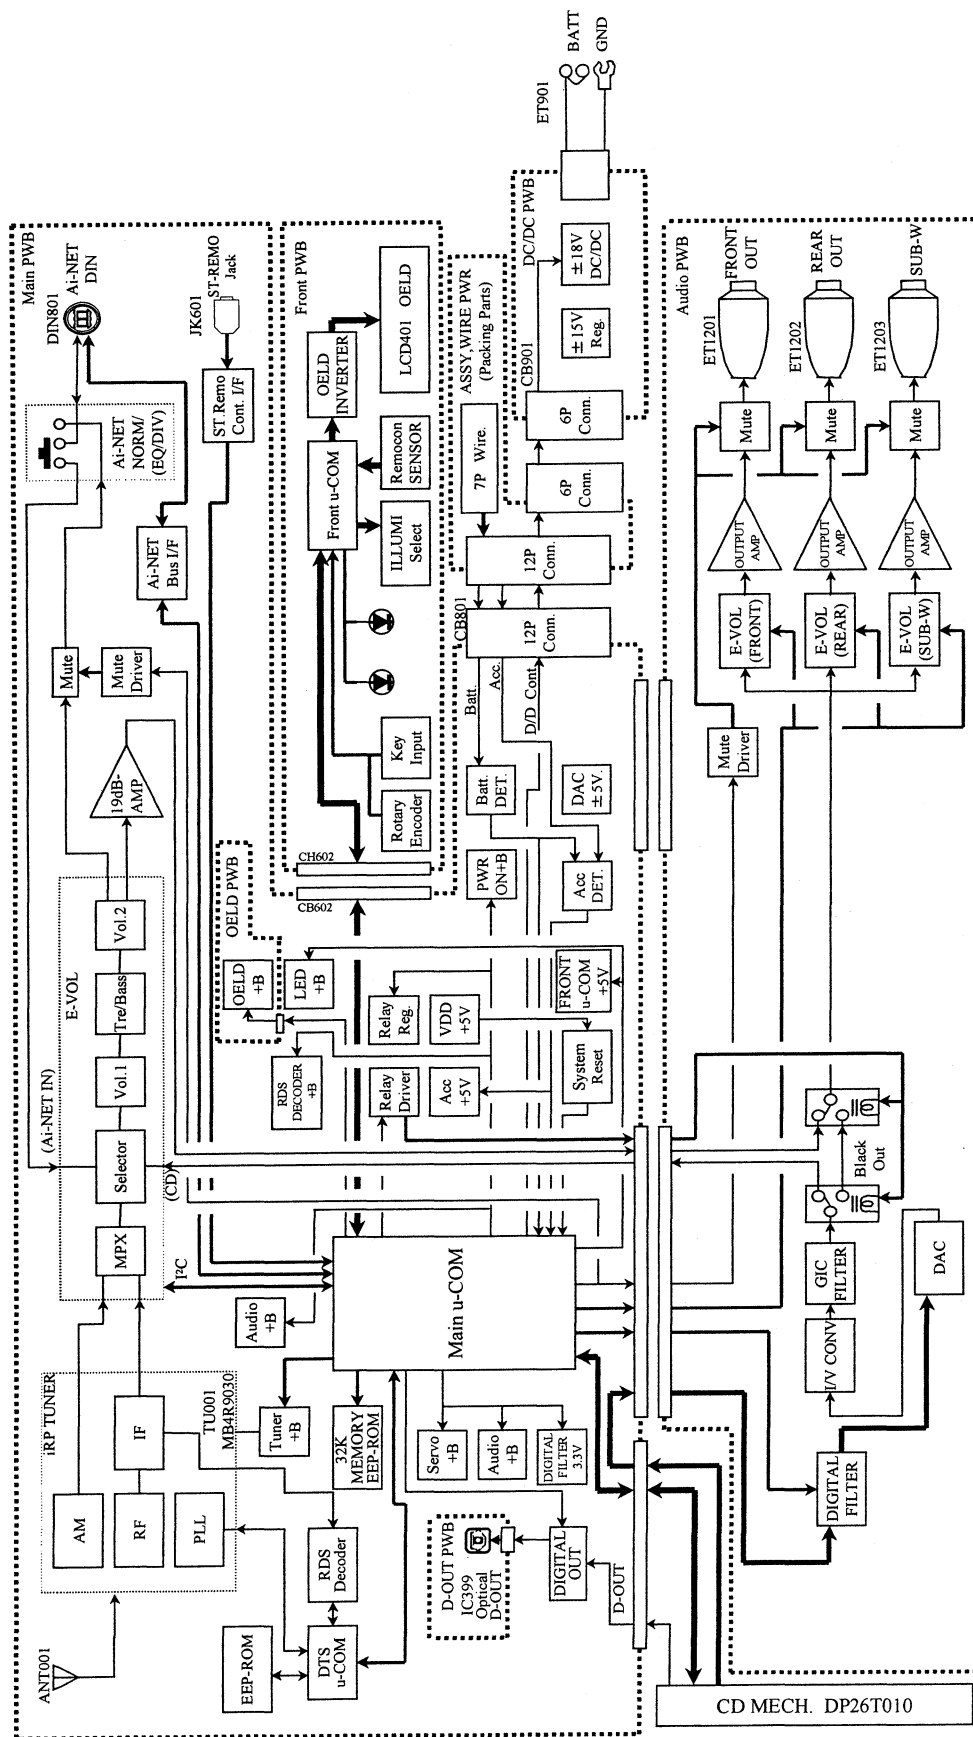 Main PWB
DIN801
Ai-NET
DIN
JK601
ST-REMO
Jack
Ai-NET
NORM/
(EQ/DIV)
ST.Remo
Cont. I/F
Ai-NET
Bus I/F
Mute
Mute
Driver
19dB-
AMP
E-VOL
(Ai-NET IN)
Vol.2
Tre/Bass
Vol.1
Selector
MPX
(CD)
I²C
iRP TUNER
AM
RF
PLL
IF
TU001
MB4R9030
ANT001
EEP-ROM
DTS
u-COM
RDS
Decoder
Tuner
+B
32K
MEMORY
EEP-ROM
Audio
+B
Main u-COM
Servo
+B
Audio
+B
DIGITAL
FILTER
3.3V
D-OUT PWB
IC399
Optical
D-OUT
DIGITAL
OUT
D-OUT
OELD PWB
OELD
+B
LED
+B
RDS
DECODER
+B
Relay
Driver
Relay
Reg.
Acc
+5V
VDD
+5V
System
Reset
FRONT
u-COM
+5V
PWR
ON+B
Acc
DET.
DAC
±5V.
Batt.
DET.
Batt.
Acc.
D/D Cont.
CB801
12P
Conn.
12P
Conn.
CB602
CH602
Front PWB
Rotary
Encoder
Key
Input
Front u-COM
ILLUMI
Select
Remocon
SENSOR
OELD
INVERTER
LCD401 OELD
ASSY,WIRE PWR
(Packing Parts)
7P Wire.
6P
Conn.
6P
Conn.
CB901
DC/DC PWB
±15V
Reg.
±18V
DC/DC
ET901
BATT
GND
Audio PWB
ET1201
FRONT
OUT
ET1202
REAR
OUT
ET1203
SUB-W
Mute
Mute
Mute
OUTPUT
AMP
OUTPUT
AMP
OUTPUT
AMP
E-VOL
(FRONT)
E-VOL
(REAR)
E-VOL
(SUB-W)
Mute
Driver
Black
Out
GIC
FILTER
I/V CONV
DAC
DIGITAL
FILTER
CD MECH. DP26T010